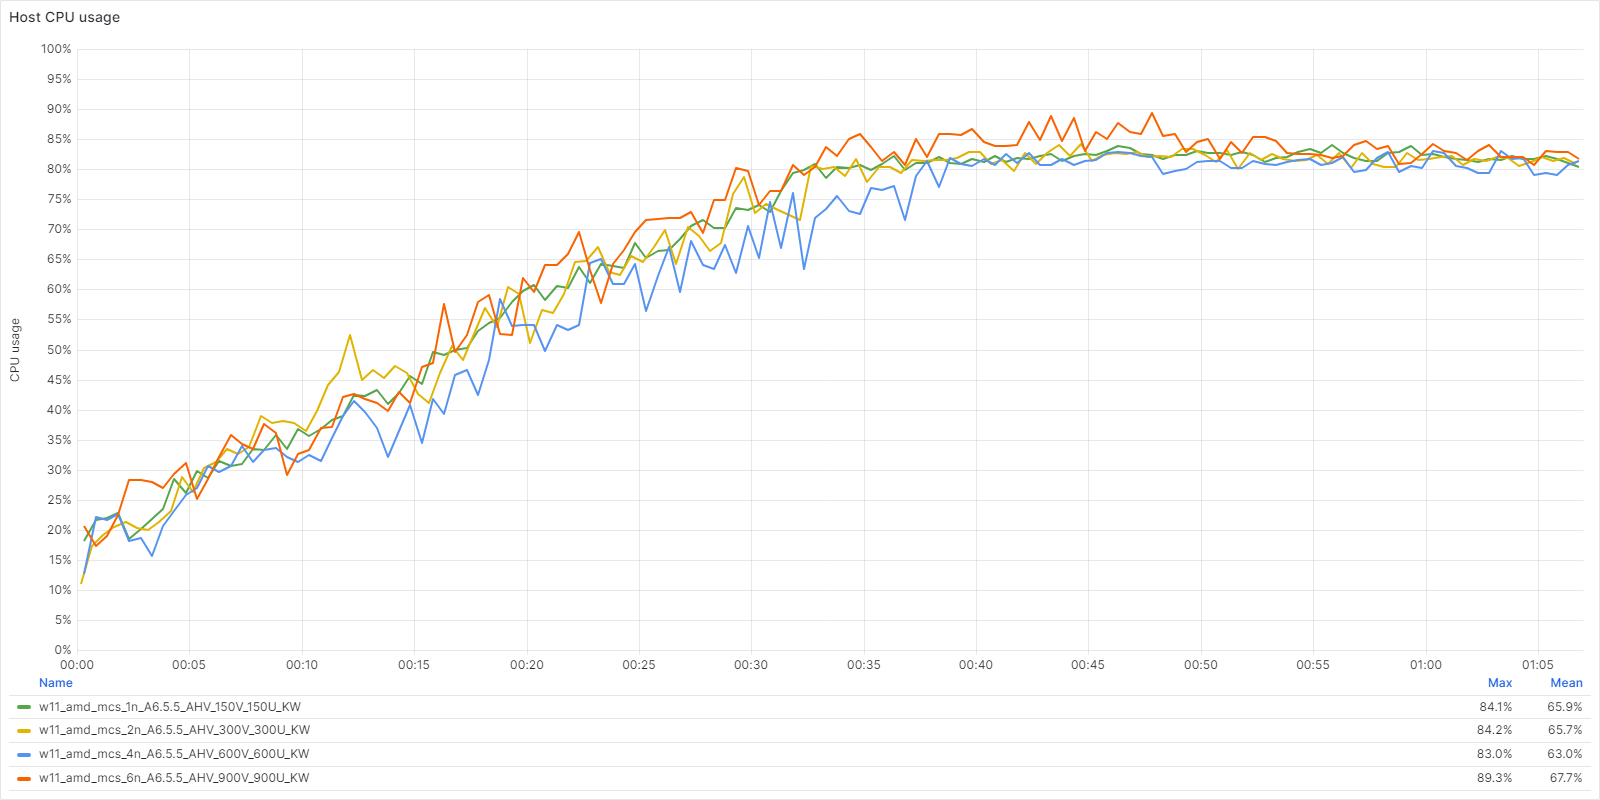 Host CPU usage
100%
95%
90%
85%
80%
75%
70%
65%
60%
55%
50%
45%
40%
35%
30%
25%
20%
15%
10%
5%
0%
CPU usage
00:00 00:05 00:10 00:15 00:20 00:25 00:30 00:35 00:40 00:45 00:50 00:55 01:00 01:05
Name Max Mean
w11_amd_mcs_1n_A6.5.5_AHV_150V_150U_KW 84.1% 65.9%
w11_amd_mcs_2n_A6.5.5_AHV_300V_300U_KW 84.2% 65.7%
w11_amd_mcs_4n_A6.5.5_AHV_600V_600U_KW 83.0% 63.0%
w11_amd_mcs_6n_A6.5.5_AHV_900V_900U_KW 89.3% 67.7%